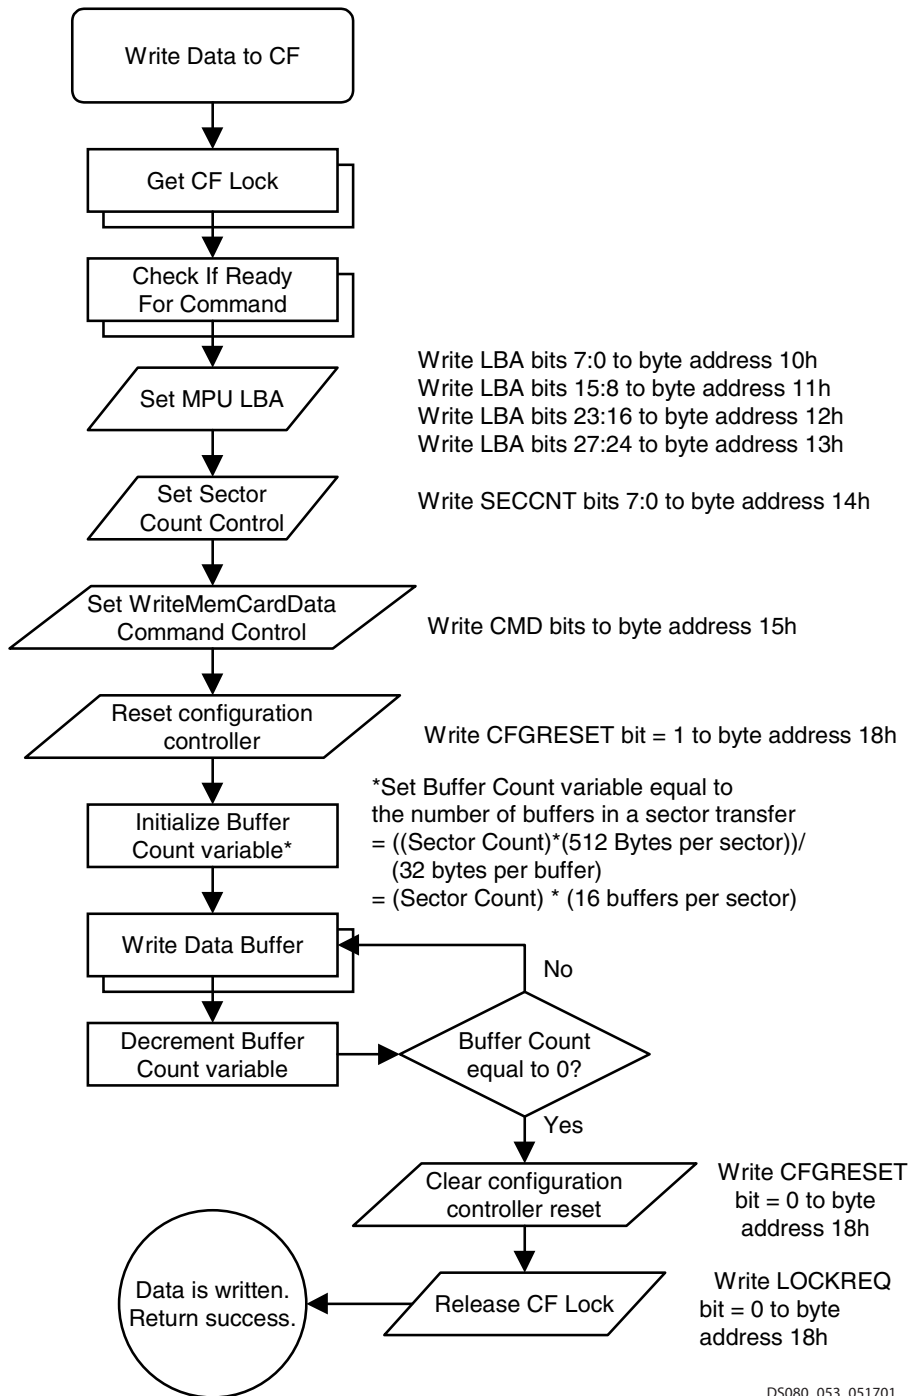 Write Data to CF
Get CF Lock
Check If Ready
For Command
Set MPU LBA
Write LBA bits 7:0 to byte address 10h
Write LBA bits 15:8 to byte address 11h
Write LBA bits 23:16 to byte address 12h
Write LBA bits 27:24 to byte address 13h
Set Sector
Count Control
Write SECCNT bits 7:0 to byte address 14h
Set WriteMemCardData
Command Control
Write CMD bits to byte address 15h
Reset configuration
controller
Write CFGRESET bit = 1 to byte address 18h
Initialize Buffer
Count variable*
*Set Buffer Count variable equal to
the number of buffers in a sector transfer
= ((Sector Count)*(512 Bytes per sector))/
(32 bytes per buffer)
= (Sector Count) * (16 buffers per sector)
Write Data Buffer
No
Decrement Buffer
Count variable
Buffer Count
equal to 0?
Yes
Clear configuration
controller reset
Write CFGRESET
bit = 0 to byte
address 18h
Data is written.
Return success.
Release CF Lock
Write LOCKREQ
bit = 0 to byte
address 18h
DS080_053_051701